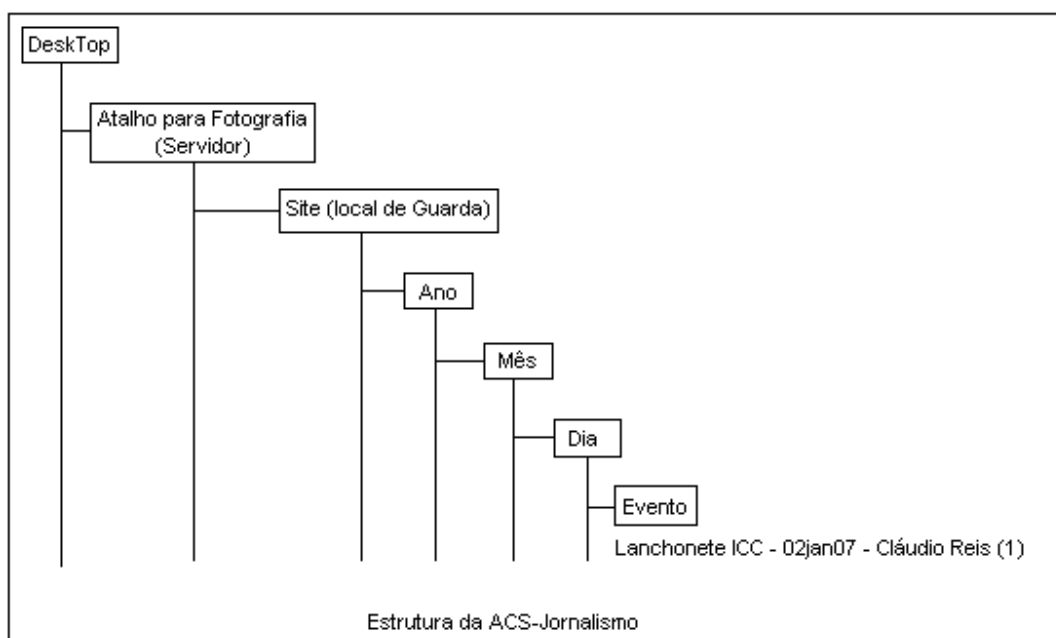 DeskTop
Atalho para Fotografia
(Servidor)
Site (local de Guarda)
Ano
Mês
Dia
Evento
Lanchonete ICC - 02jan07 - Cláudio Reis (1)
Estrutura da ACS-Jornalismo